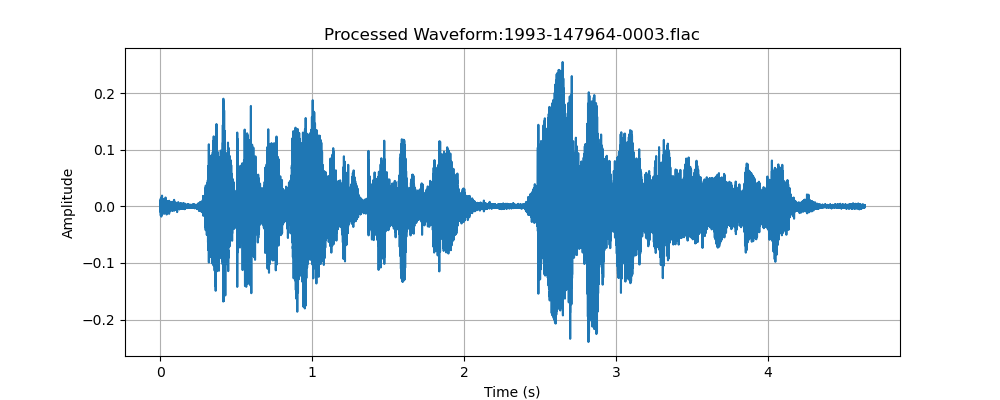 Processed Waveform:1993-147964-0003.flac
Amplitude
0.2
0.1
0.0
−0.1
−0.2
0 1 2 3 4
Time (s)